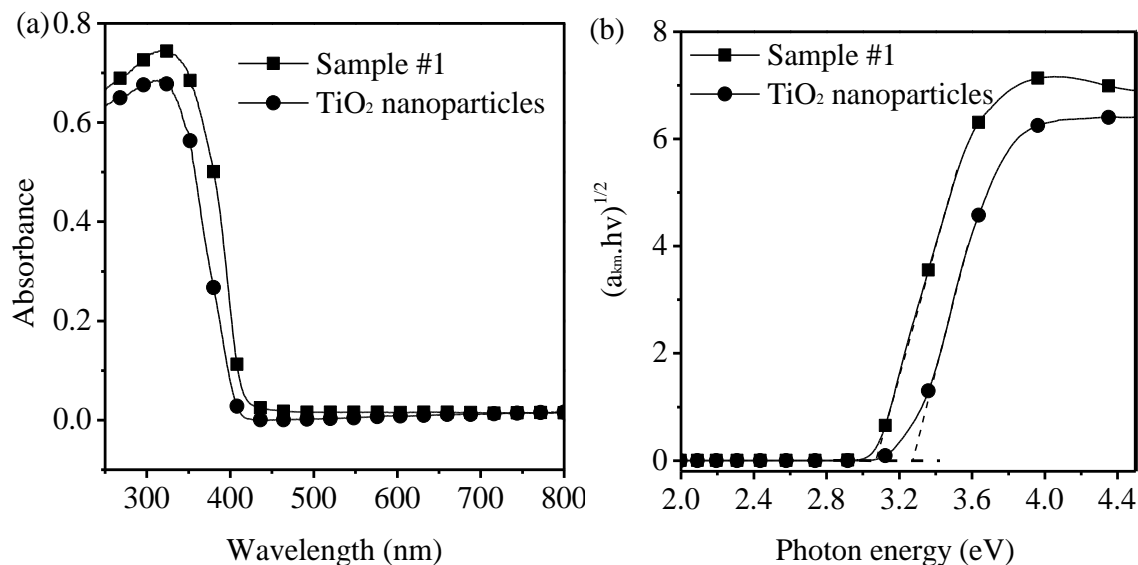 (a)
0.8
0.6
0.4
0.2
0.0
Absorbance
Sample #1
TiO₂ nanoparticles
300 400 500 600 700 800
Wavelength (nm)
(b)
8
6
4
2
0
(aₖₘ.hv)¹/²
Sample #1
TiO₂ nanoparticles
2.0 2.4 2.8 3.2 3.6 4.0 4.4
Photon energy (eV)